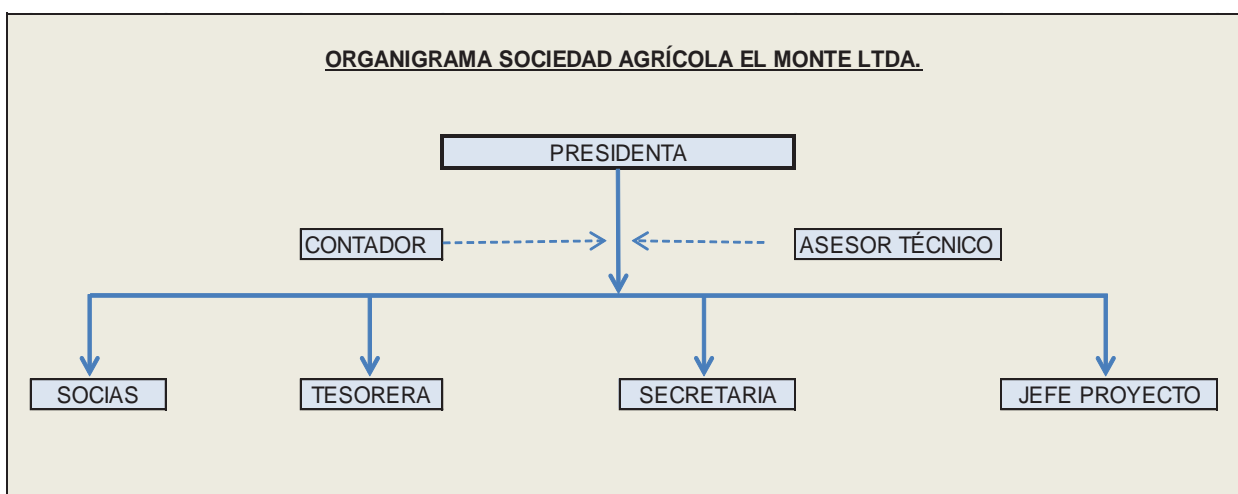 ORGANIGRAMA SOCIEDAD AGRÍCOLA EL MONTE LTDA.
PRESIDENTA
CONTADOR
ASESOR TÉCNICO
SOCIAS
TESORERA
SECRETARIA
JEFE PROYECTO